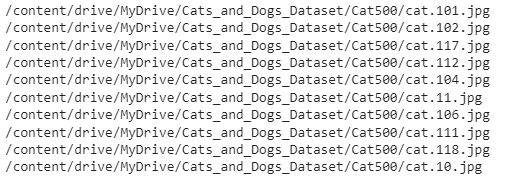 /content/drive/MyDrive/Cats_and_Dogs_Dataset/Cat500/cat.101.jpg
/content/drive/MyDrive/Cats_and_Dogs_Dataset/Cat500/cat.102.jpg
/content/drive/MyDrive/Cats_and_Dogs_Dataset/Cat500/cat.117.jpg
/content/drive/MyDrive/Cats_and_Dogs_Dataset/Cat500/cat.112.jpg
/content/drive/MyDrive/Cats_and_Dogs_Dataset/Cat500/cat.104.jpg
/content/drive/MyDrive/Cats_and_Dogs_Dataset/Cat500/cat.11.jpg
/content/drive/MyDrive/Cats_and_Dogs_Dataset/Cat500/cat.106.jpg
/content/drive/MyDrive/Cats_and_Dogs_Dataset/Cat500/cat.111.jpg
/content/drive/MyDrive/Cats_and_Dogs_Dataset/Cat500/cat.118.jpg
/content/drive/MyDrive/Cats_and_Dogs_Dataset/Cat500/cat.10.jpg